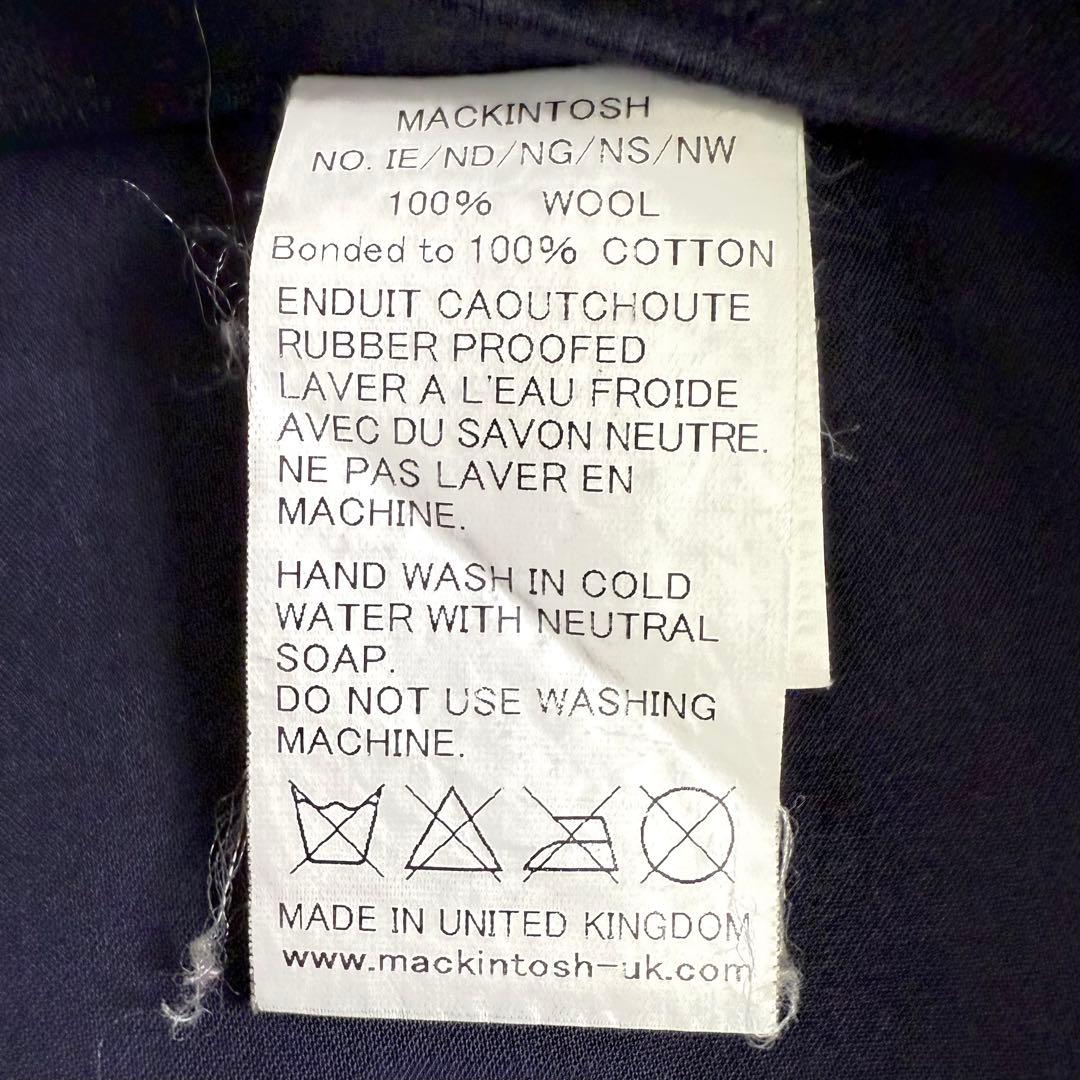 MACKINTOSH
NO. IE/ND/NG/NS/NW
100% WOOL
Bonded to 100% COTTON
ENDUIT CAOUTCHOUTE
RUBBER PROOFED
LAVER A L'EAU FROIDE
AVEC DU SAVON NEUTRE.
NE PAS LAVER EN
MACHINE.
HAND WASH IN COLD
WATER WITH NEUTRAL
SOAP.
DO NOT USE WASHING
MACHINE.
MADE IN UNITED KINGDOM
www.mackintosh-uk.com